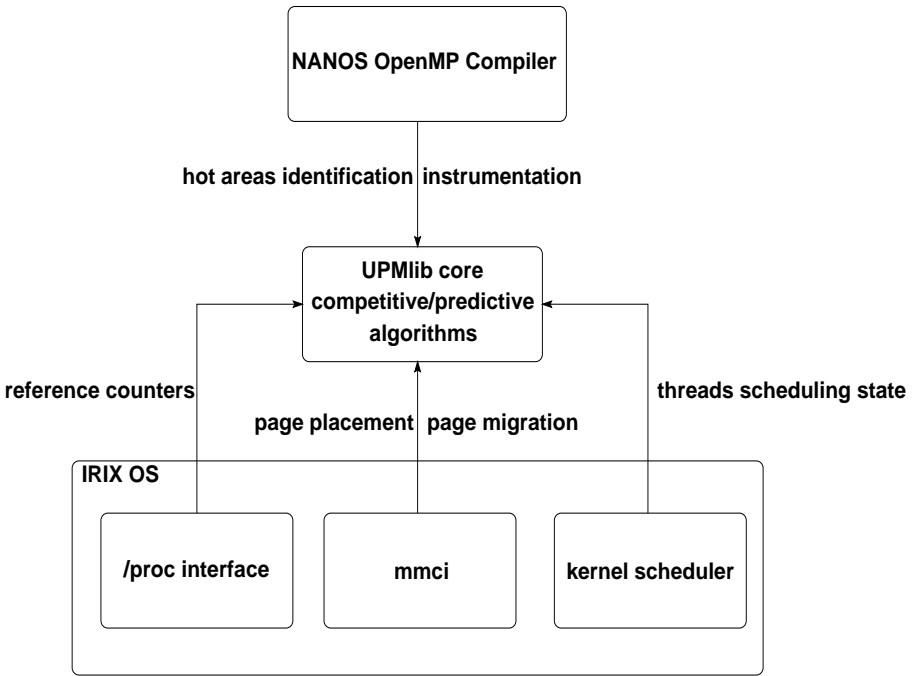 NANOS OpenMP Compiler
hot areas identification instrumentation
UPMlib core
competitive/predictive
algorithms
reference counters
threads scheduling state
page placement page migration
IRIX OS
/proc interface
mmci
kernel scheduler